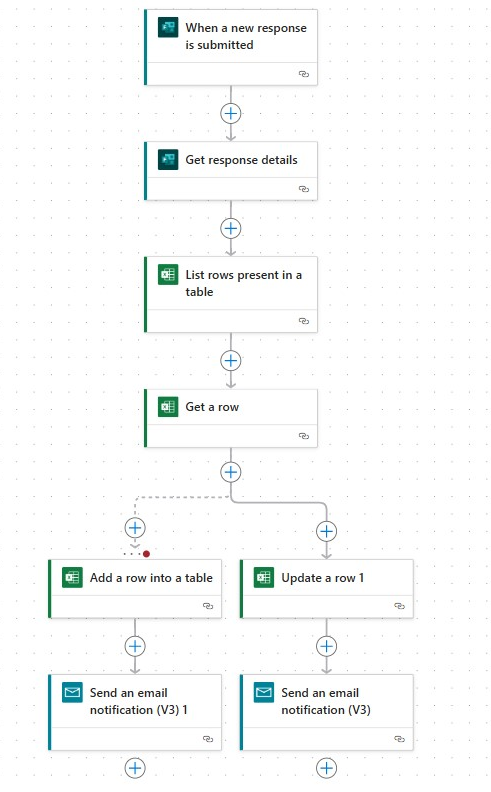 When a new response
is submitted
Get response details
List rows present in a
table
Get a row
Add a row into a table
Update a row 1
Send an email
notification (V3) 1
Send an email
notification (V3)